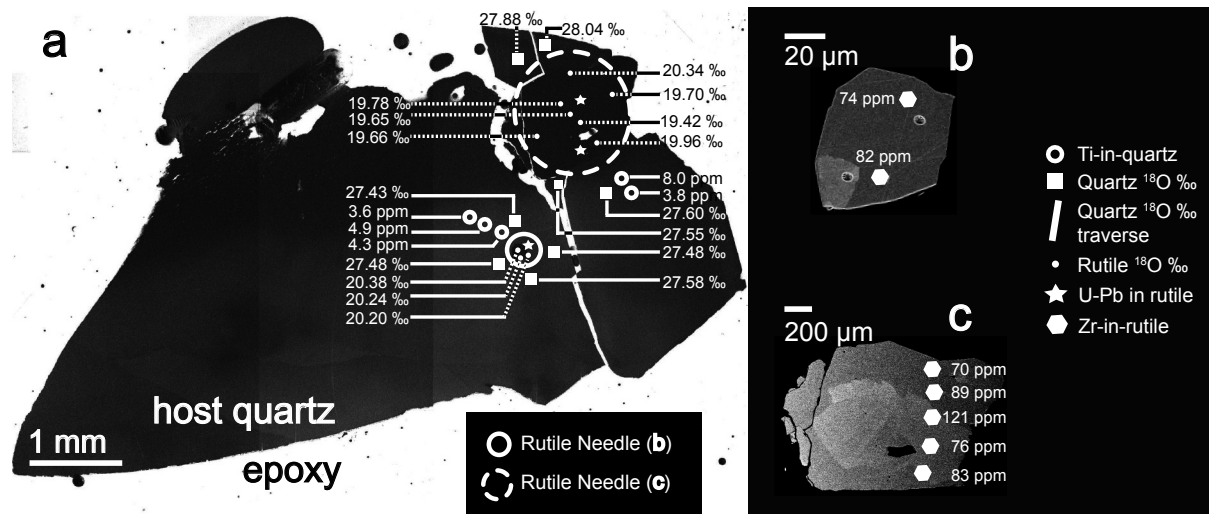 a
27.88 ‰
28.04 ‰
20.34 ‰
19.70 ‰
19.42 ‰
19.96 ‰
19.78 ‰
19.65 ‰
19.66 ‰
8.0 ppm
3.8 ppm
27.60 ‰
27.55 ‰
27.48 ‰
27.58 ‰
27.43 ‰
3.6 ppm
4.9 ppm
4.3 ppm
27.48 ‰
20.38 ‰
20.24 ‰
20.20 ‰
host quartz
epoxy
1 mm
Rutile Needle (b)
Rutile Needle (c)
20 µm
b
74 ppm
82 ppm
200 µm
c
70 ppm
89 ppm
121 ppm
76 ppm
83 ppm
Ti-in-quartz
Quartz ¹⁸O ‰
Quartz ¹⁸O ‰
traverse
Rutile ¹⁸O ‰
U-Pb in rutile
Zr-in-rutile